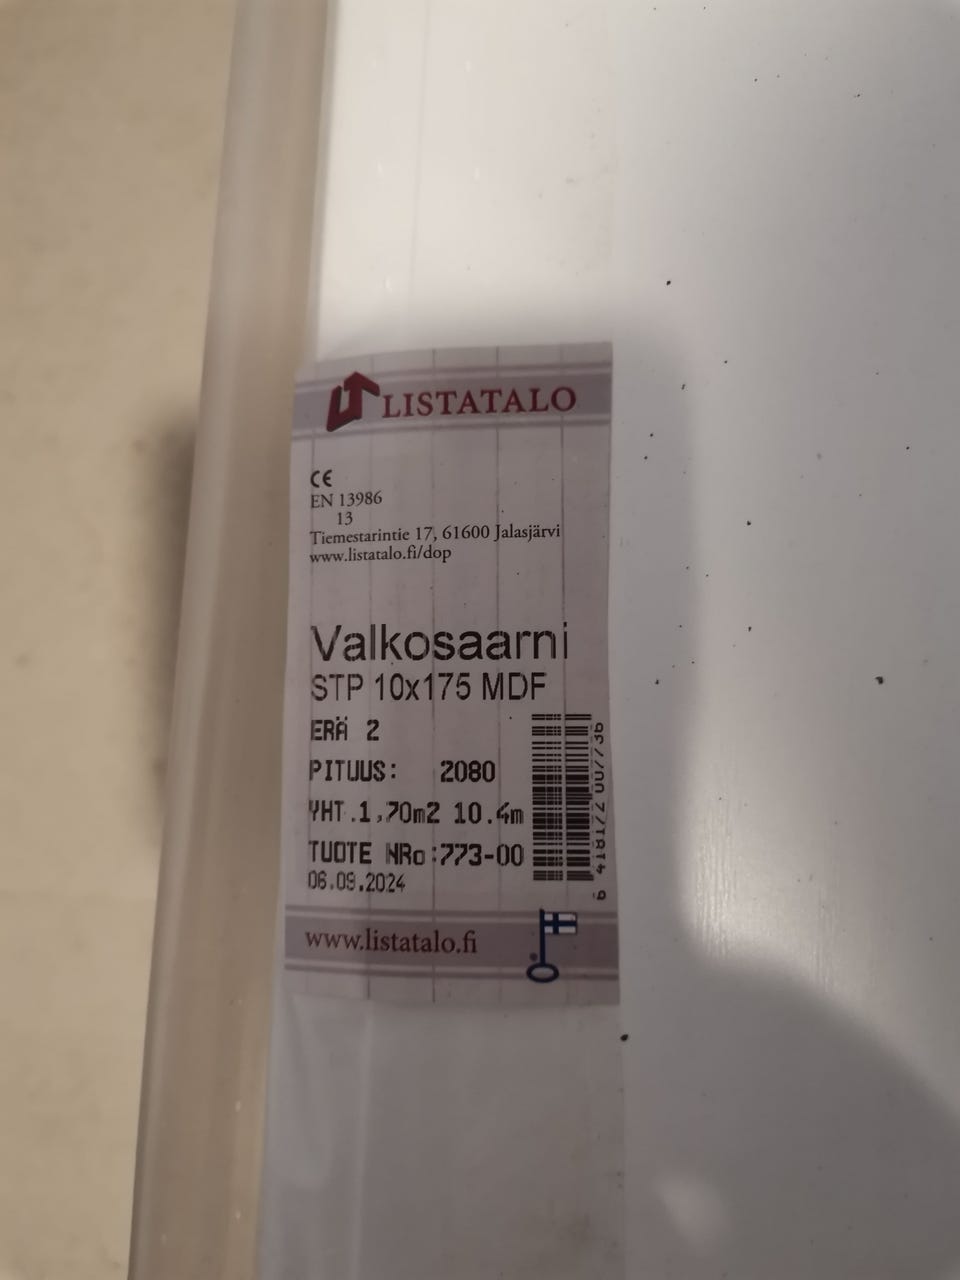 LISTATALO
CE
EN 13986
13
Tiemestarintie 17, 61600 Jalasjärvi
www.listatalo.fi/dop
Valkosaarni
STP 10x175 MDF
ERÄ 2
PITUUS: 2080
YHT.1,70m2 10.4m
TUOTE NRo:773-00
06.09.2024
www.listatalo.fi